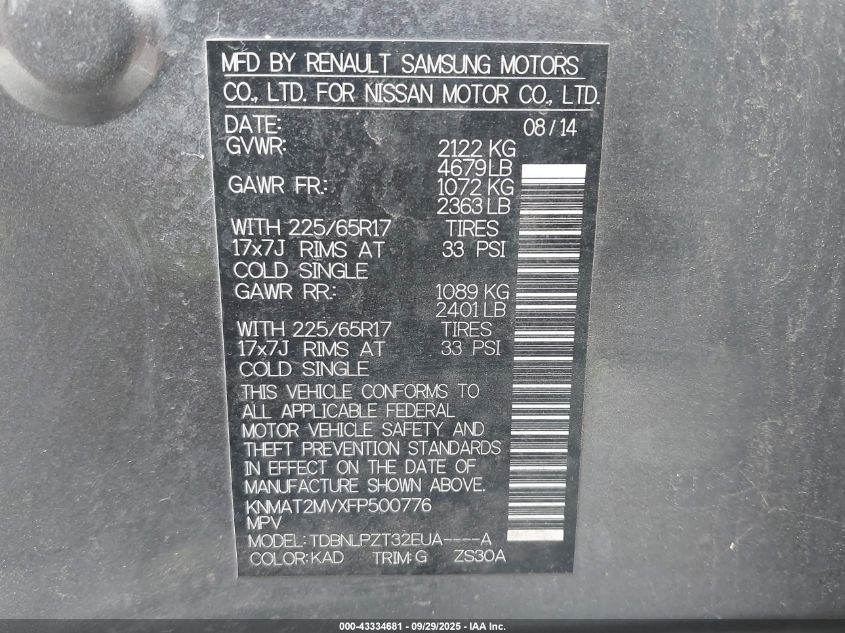 MFD BY RENAULT SAMSUNG MOTORS
CO., LTD. FOR NISSAN MOTOR CO., LTD.
DATE: 08/14
GVWR: 2122 KG
4679 LB
GAWR FR: 1072 KG
2363 LB
WITH 225/65R17 TIRES
17x7J RIMS AT 33 PSI
COLD SINGLE
GAWR RR: 1089 KG
2401 LB
WITH 225/65R17 TIRES
17x7J RIMS AT 33 PSI
COLD SINGLE
THIS VEHICLE CONFORMS TO
ALL APPLICABLE FEDERAL
MOTOR VEHICLE SAFETY, AND
THEFT PREVENTION STANDARDS
IN EFFECT ON THE DATE OF
MANUFACTURE SHOWN ABOVE.
KNMAT2MVXFP500776
MPV
MODEL: TDBNLPZT32EUA----A
COLOR: KAD TRIM: G ZS30A
000-43334681 - 09/29/2025 - IAA Inc.